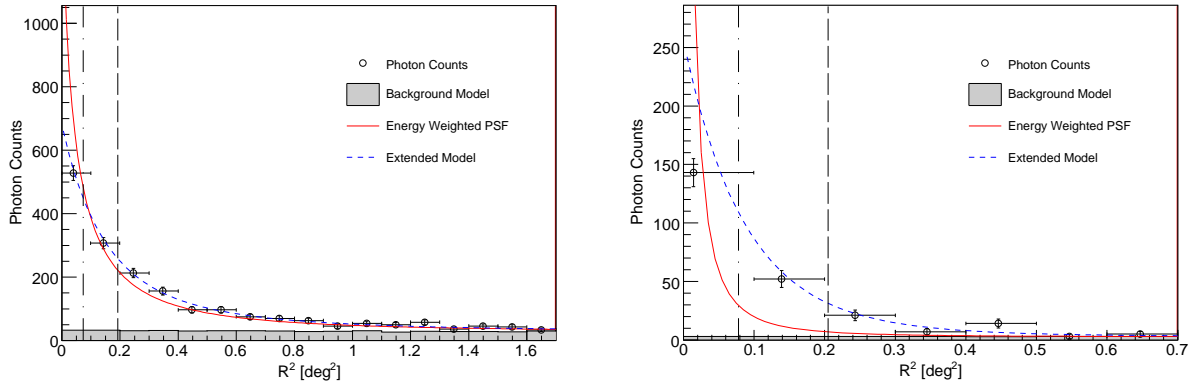 Photon Counts
1000
800
600
400
200
0
Photon Counts
Background Model
Energy Weighted PSF
Extended Model
0 0.2 0.4 0.6 0.8 1 1.2 1.4 1.6
R² [deg²]
Photon Counts
250
200
150
100
50
0
Photon Counts
Background Model
Energy Weighted PSF
Extended Model
0 0.1 0.2 0.3 0.4 0.5 0.6 0.7
R² [deg²]